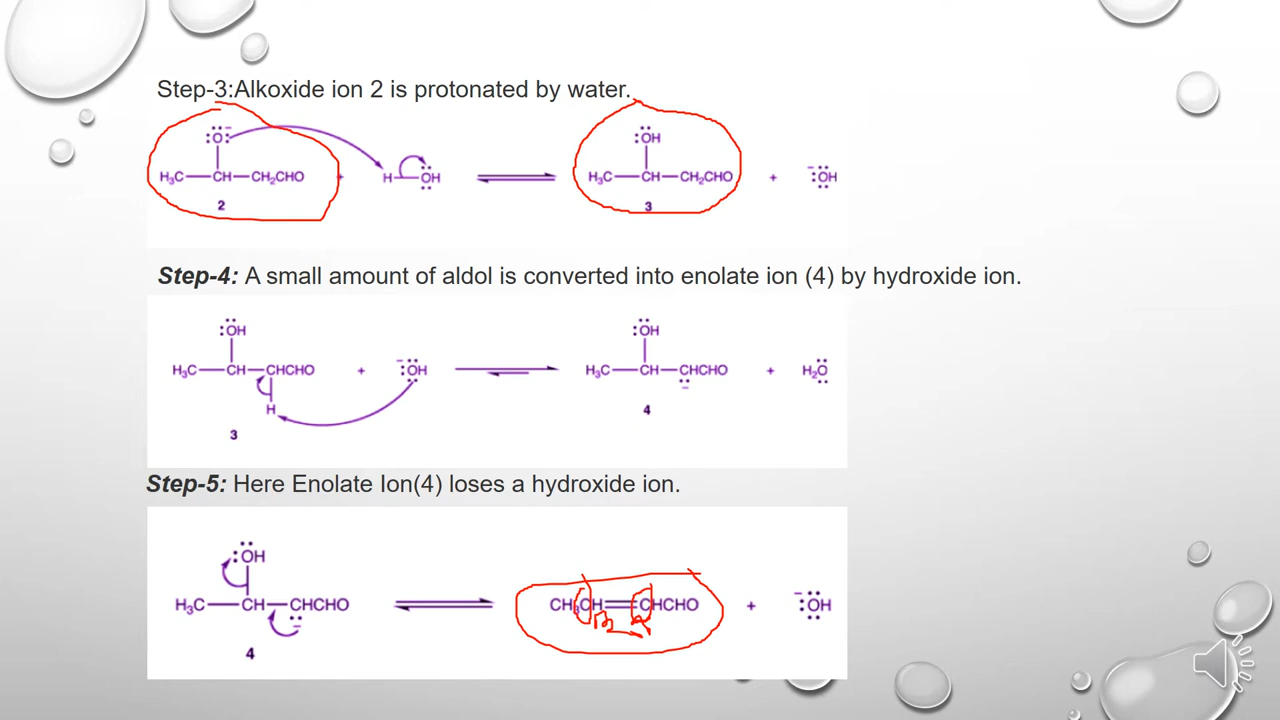 Step-3:Alkoxide ion 2 is protonated by water.
:Ö:⁻ :ÖH
H₃C—CH—CH₂CHO + H—ÖH ⇌ H₃C—CH—CH₂CHO + ⁻:ÖH
2 3
Step-4: A small amount of aldol is converted into enolate ion (4) by hydroxide ion.
:ÖH :ÖH
H₃C—CH—CHCHO + ⁻:ÖH ⇌ H₃C—CH—CHCHO + H₂O
H 4
3
Step-5: Here Enolate Ion(4) loses a hydroxide ion.
:ÖH
H₃C—CH—CHCHO ⇌ CH₃CH=CHCHO + ⁻:ÖH
β α
4